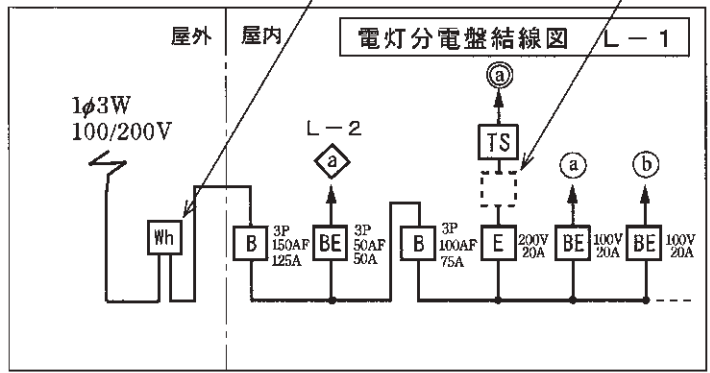 屋外
屋内
電灯分電盤結線図 L-1
1φ3W
100/200V
L-2
a
a
TS
a
b
Wh
B
3P
150AF
125A
BE
3P
50AF
50A
B
3P
100AF
75A
E
200V
20A
BE
100V
20A
BE
100V
20A